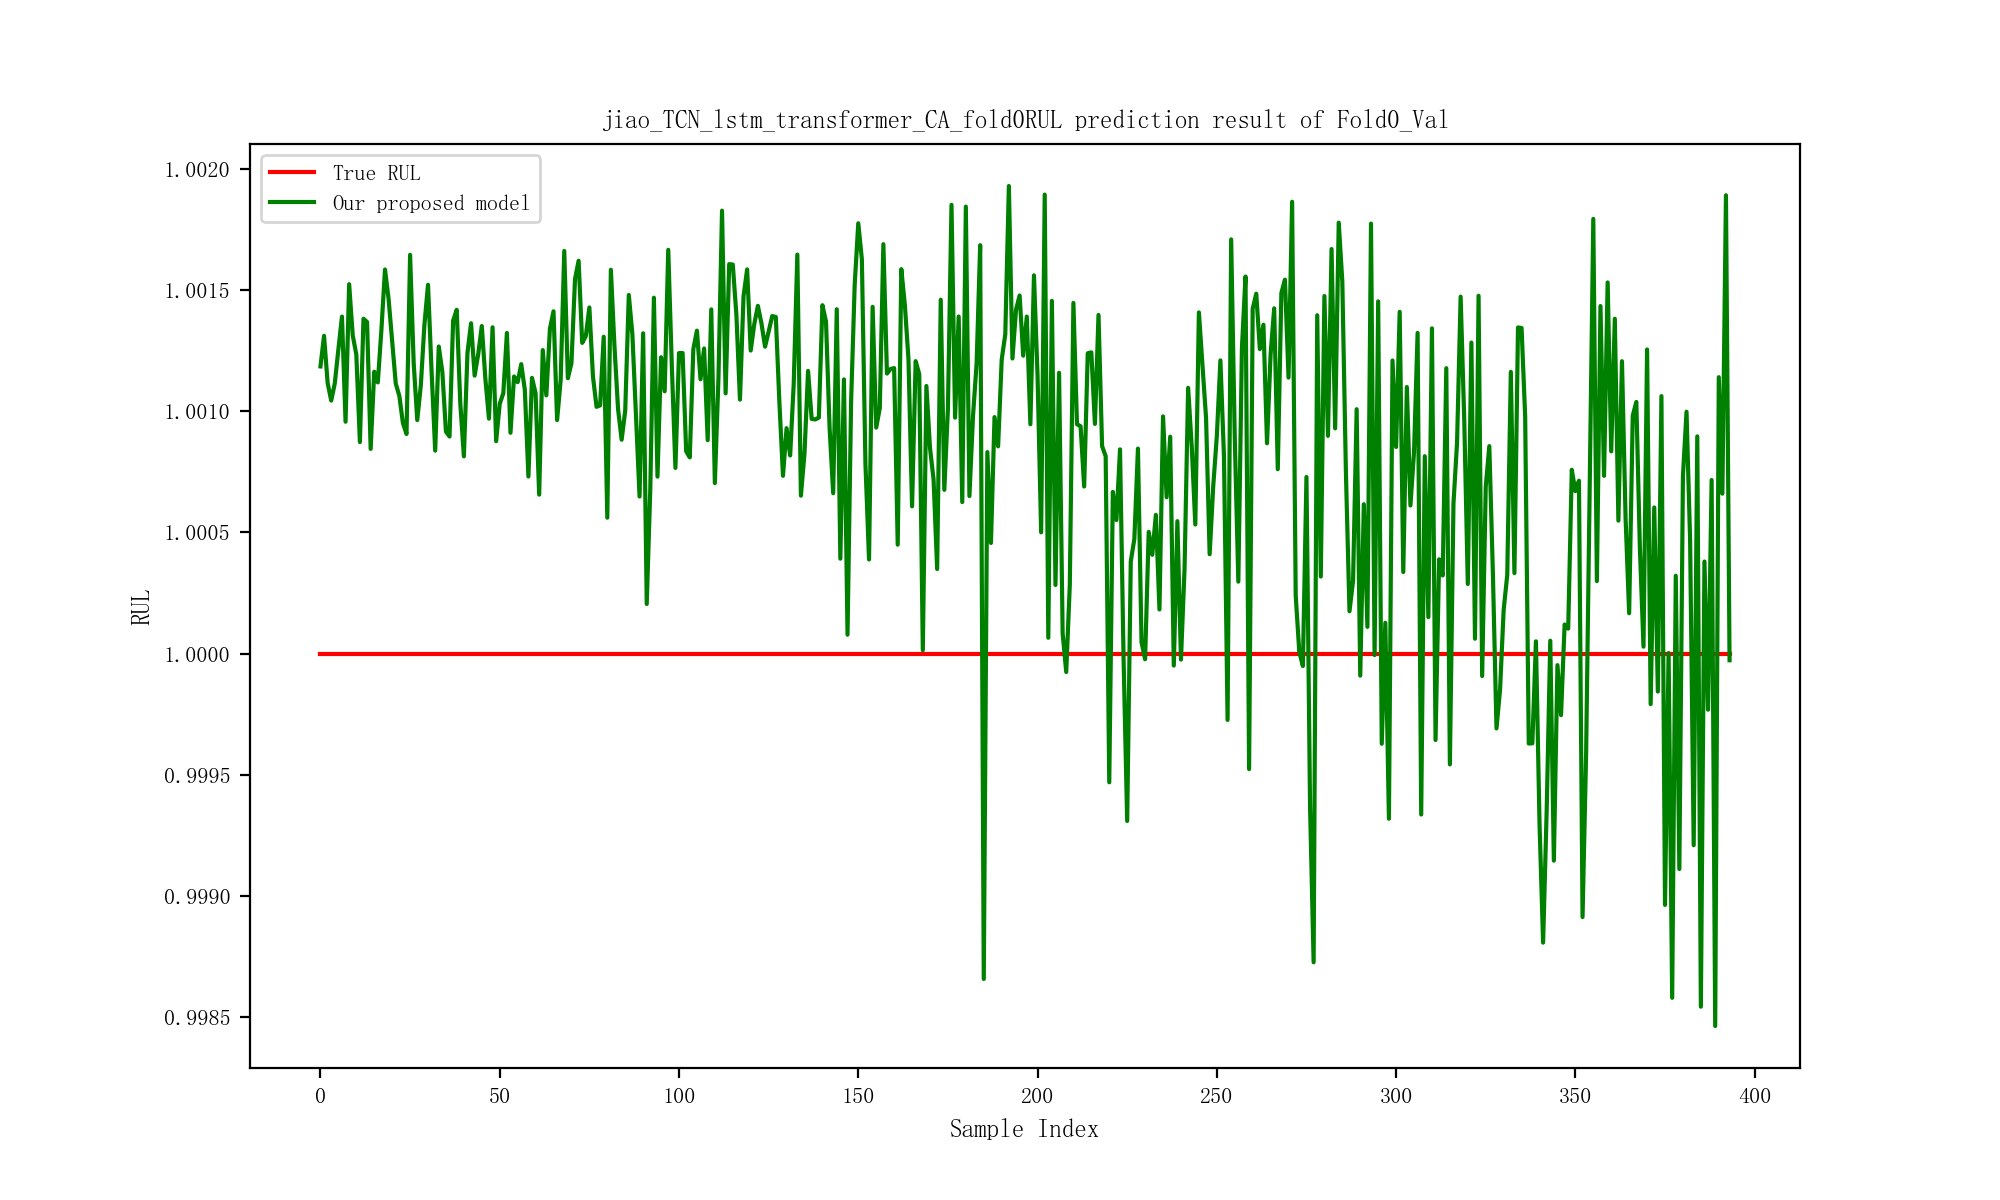 jiao_TCN_lstm_transformer_CA_fold0RUL prediction result of Fold0_Val
True RUL
Our proposed model
1.0020
1.0015
1.0010
1.0005
1.0000
0.9995
0.9990
0.9985
RUL
0 50 100 150 200 250 300 350 400
Sample Index